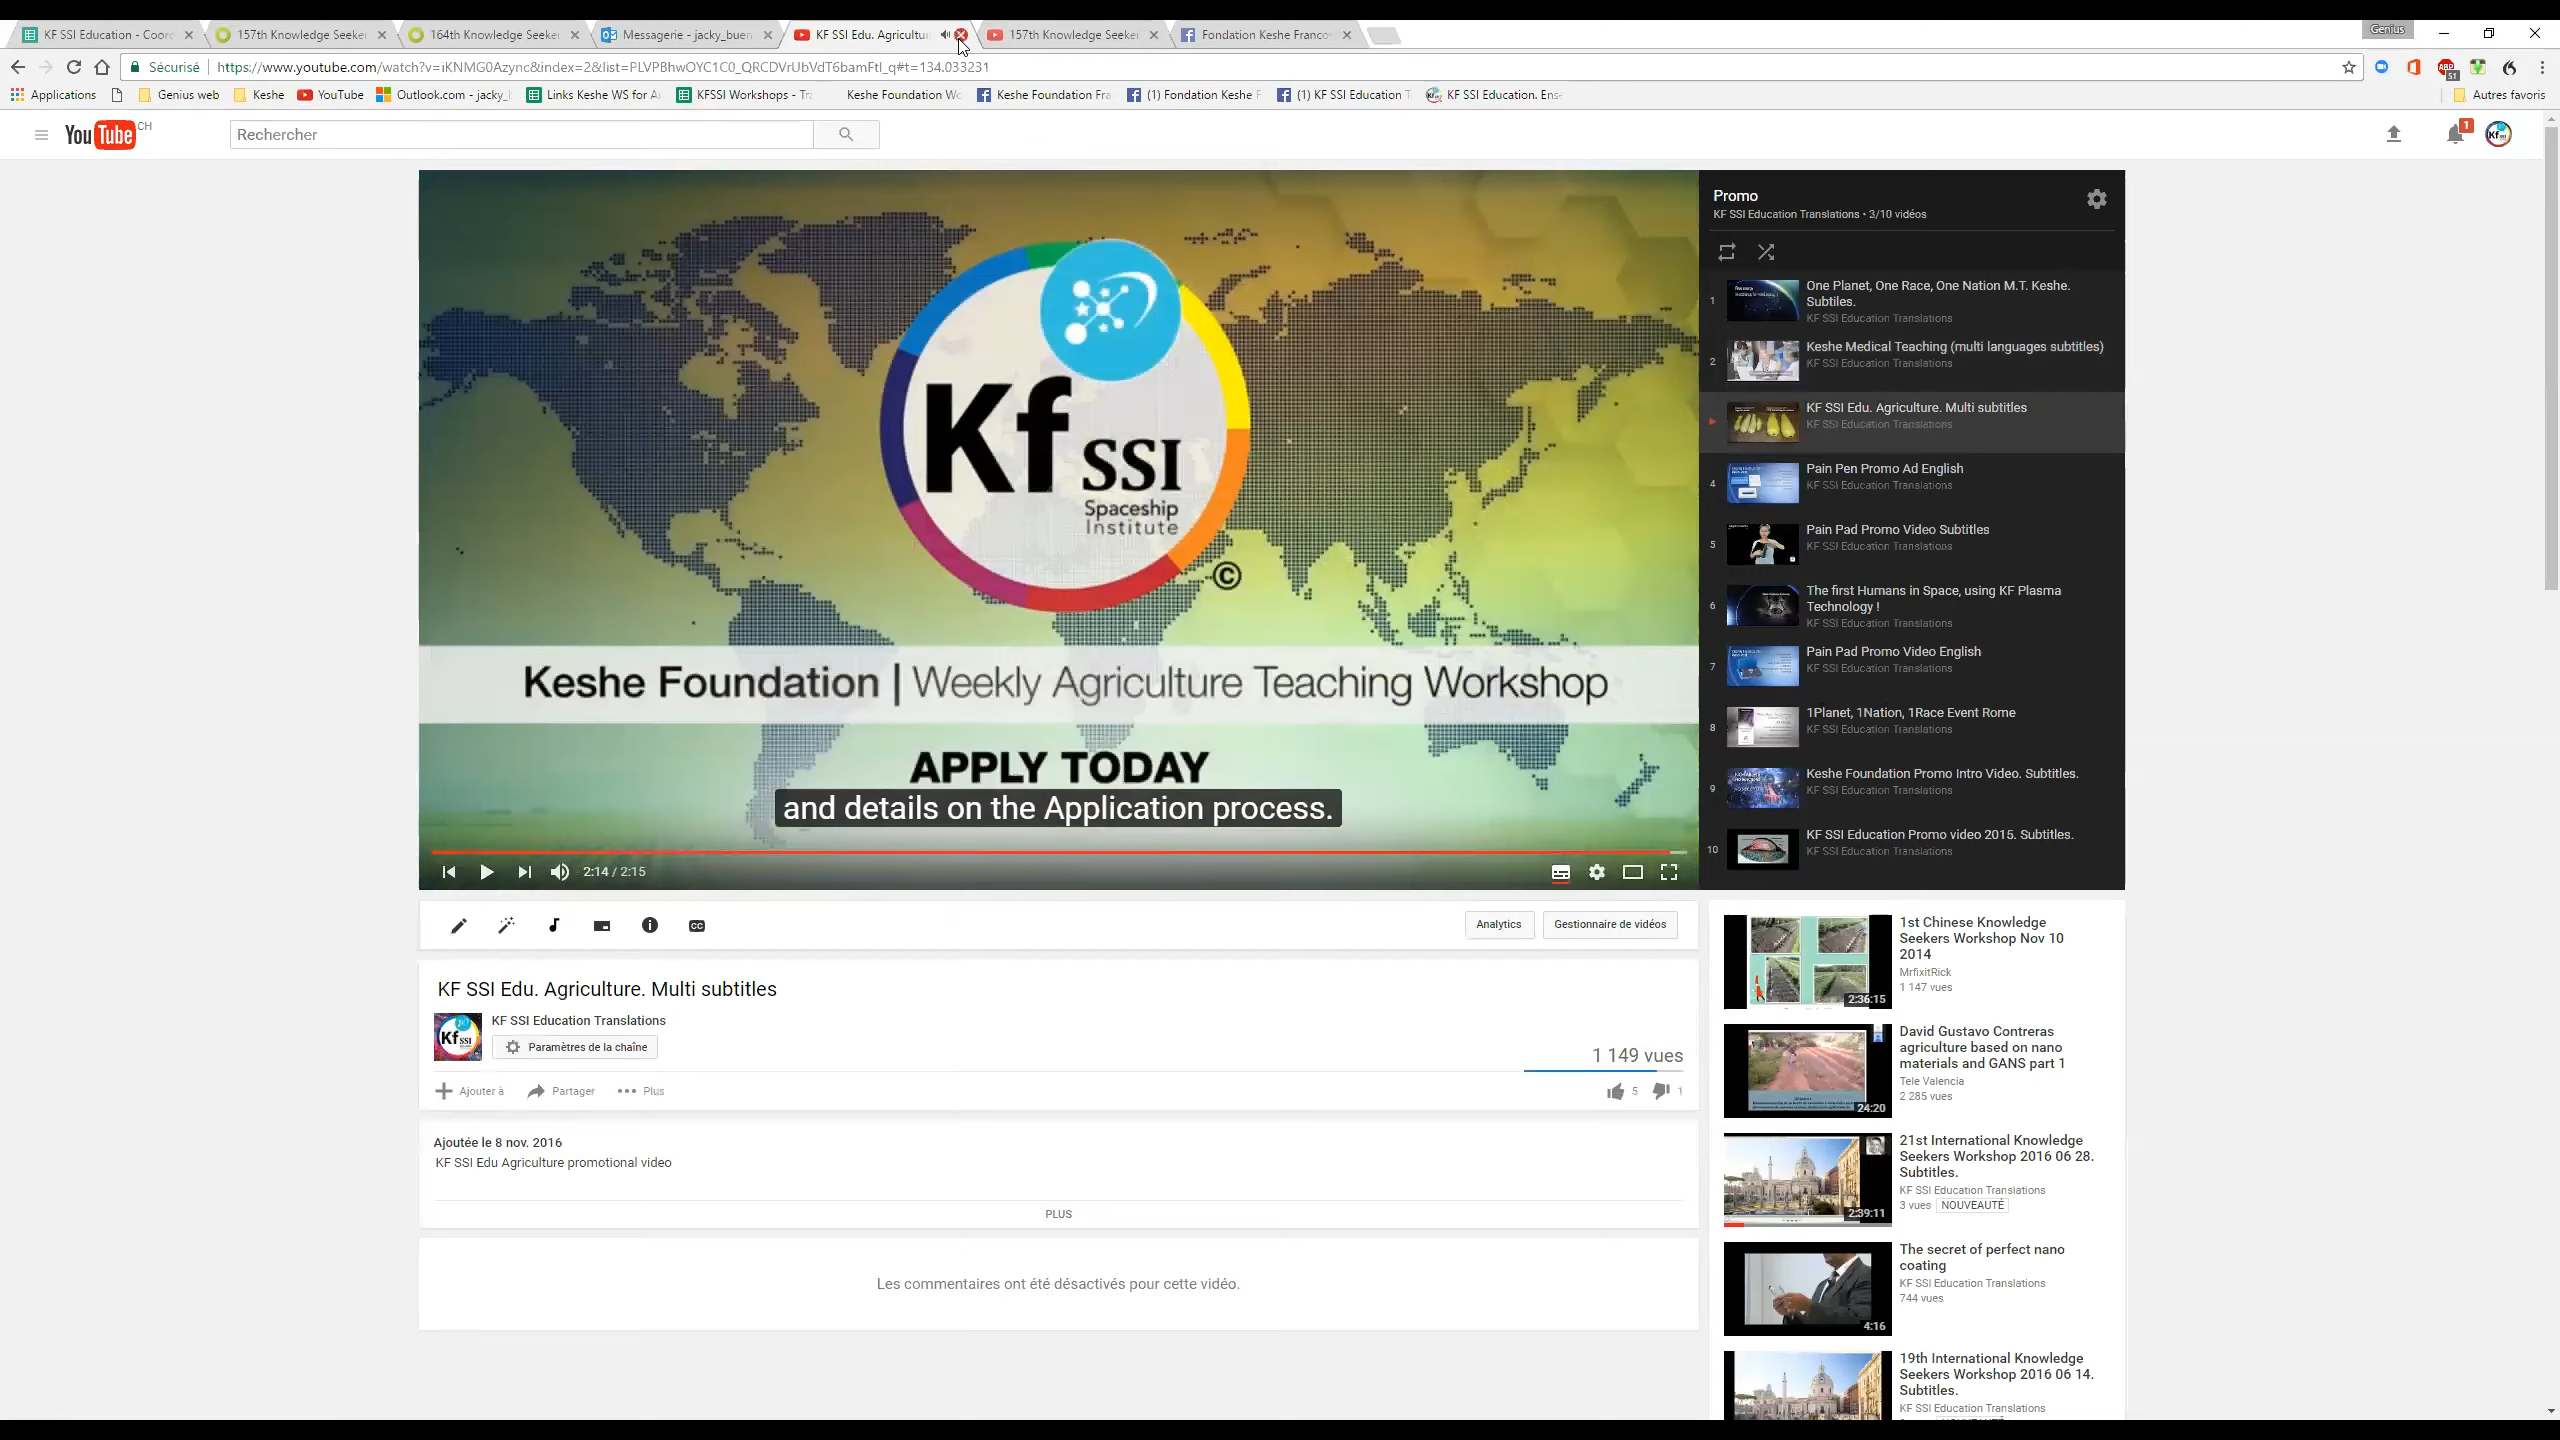 KF SSI Education - Coor
157th Knowledge Seeke
164th Knowledge Seeke
Messagerie - jacky_buen
KF SSI Edu. Agricultu
157th Knowledge Seeke
Fondation Keshe Franco
Genius
Sécurisé
https://www.youtube.com/watch?v=iKNMG0Azync&index=2&list=PLVPBhwOYC1C0_QRCDVrUbVdT6bamFtl_q#t=134.033231
Applications
Genius web
Keshe
YouTube
Outlook.com - jacky_
Links Keshe WS for A
KFSSI Workshops - Tr
Keshe Foundation Wo
Keshe Foundation Fra
(1) Fondation Keshe F
(1) KF SSI Education T
KF SSI Education. Ens
Autres favoris
YouTube CH
Rechercher
1
Kf SSI
Spaceship
Institute
©
Keshe Foundation | Weekly Agriculture Teaching Workshop
APPLY TODAY
and details on the Application process.
2:14 / 2:15
Promo
KF SSI Education Translations • 3/10 vidéos
1
One Planet, One Race, One Nation M.T. Keshe.
Subtiles.
KF SSI Education Translations
2
Keshe Medical Teaching (multi languages subtitles)
KF SSI Education Translations
KF SSI Edu. Agriculture. Multi subtitles
KF SSI Education Translations
4
Pain Pen Promo Ad English
KF SSI Education Translations
5
Pain Pad Promo Video Subtitles
KF SSI Education Translations
6
The first Humans in Space, using KF Plasma
Technology !
KF SSI Education Translations
7
Pain Pad Promo Video English
KF SSI Education Translations
8
1Planet, 1Nation, 1Race Event Rome
KF SSI Education Translations
9
Keshe Foundation Promo Intro Video. Subtitles.
KF SSI Education Translations
10
KF SSI Education Promo video 2015. Subtitles.
KF SSI Education Translations
Analytics
Gestionnaire de vidéos
KF SSI Edu. Agriculture. Multi subtitles
KF SSI Education Translations
Paramètres de la chaîne
1 149 vues
Ajouter à
Partager
Plus
5
1
Ajoutée le 8 nov. 2016
KF SSI Edu Agriculture promotional video
PLUS
Les commentaires ont été désactivés pour cette vidéo.
1st Chinese Knowledge
Seekers Workshop Nov 10
2014
MrfixitRick
1 147 vues
2:36:15
David Gustavo Contreras
agriculture based on nano
materials and GANS part 1
Tele Valencia
2 285 vues
24:20
21st International Knowledge
Seekers Workshop 2016 06 28.
Subtitles.
KF SSI Education Translations
3 vues NOUVEAUTÉ
2:39:11
The secret of perfect nano
coating
KF SSI Education Translations
744 vues
4:16
19th International Knowledge
Seekers Workshop 2016 06 14.
Subtitles.
KF SSI Education Translations